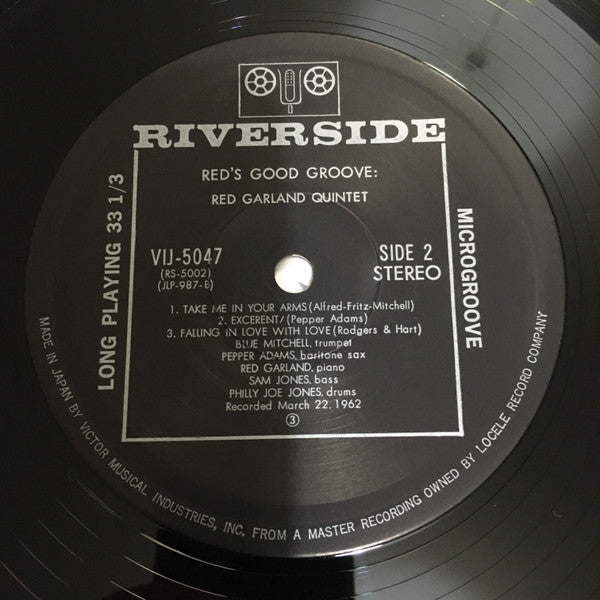 RIVERSIDE
RED'S GOOD GROOVE:
RED GARLAND QUINTET
VIJ-5047
(RS-5002)
(JLP-987-B)
SIDE 2
STEREO
1. TAKE ME IN YOUR ARMS (Alfred-Fritz-Mitchell)
2. EXCERENT! (Pepper Adams)
3. FALLING IN LOVE WITH LOVE (Rodgers & Hart)
BLUE MITCHELL, trumpet
PEPPER ADAMS, baritone sax
RED GARLAND, piano
SAM JONES, bass
PHILLY JOE JONES, drums
Recorded March 22. 1962
③
LONG PLAYING 33 1/3
MICROGROOVE
MADE IN JAPAN BY VICTOR MUSICAL INDUSTRIES, INC. FROM A MASTER RECORDING OWNED BY LOCELE RECORD COMPANY